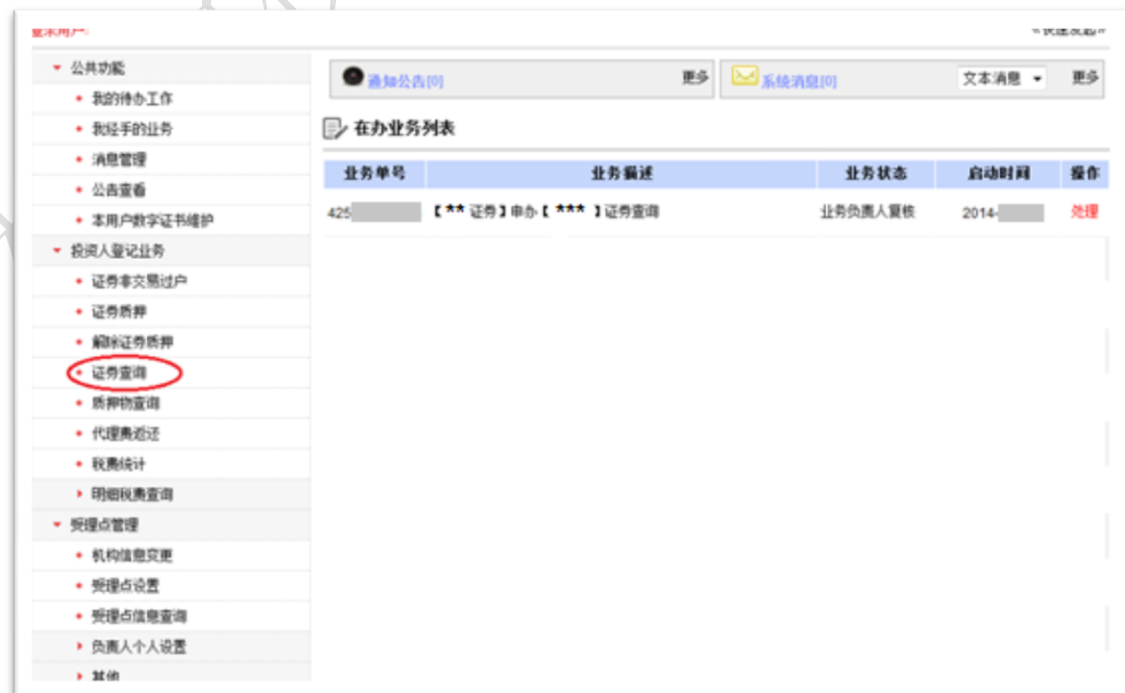 登录用户:
"快速发起"
公共功能
我的待办工作
我经手的业务
消息管理
公告查看
本用户数字证书维护
投资人登记业务
证券非交易过户
证券质押
解除证券质押
证券查询
质押物查询
代理费返还
税费统计
明细税费查询
受理点管理
机构信息变更
受理点设置
受理点信息查询
负责人个人设置
其他
通知公告[0] 更多
系统消息[0] 文本消息 更多
在办业务列表
业务单号 业务描述 业务状态 启动时间 操作
425 【** 证券】申办【 *** 】证券查询 业务负责人复核 2014- 处理